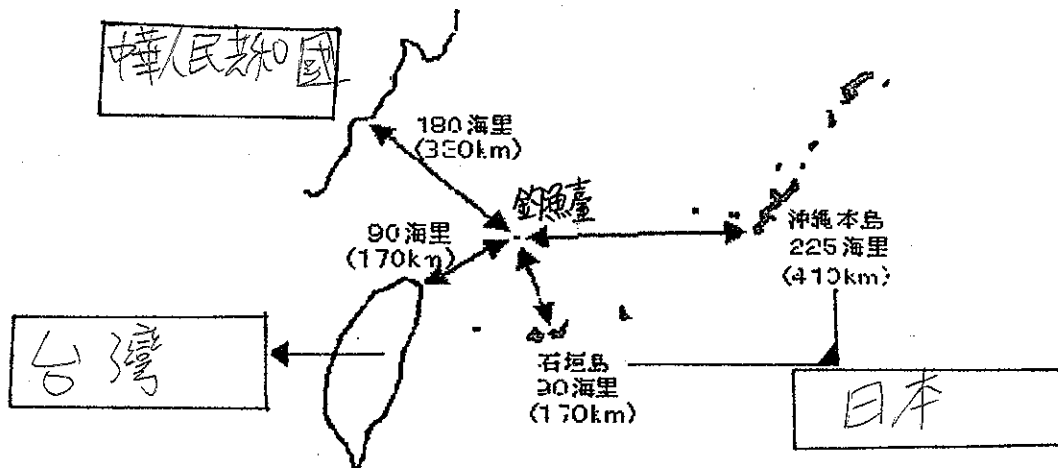 中華人民共和國
180海里
(330km)
釣魚臺
90海里
(170km)
沖縄本島
225海里
(410km)
台灣
石垣島
90海里
(170km)
日本